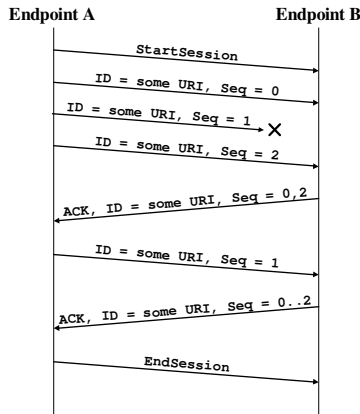 Endpoint A
Endpoint B
StartSession
ID = some URI, Seq = 0
ID = some URI, Seq = 1
ID = some URI, Seq = 2
ACK, ID = some URI, Seq = 0,2
ID = some URI, Seq = 1
ACK, ID = some URI, Seq = 0..2
EndSession